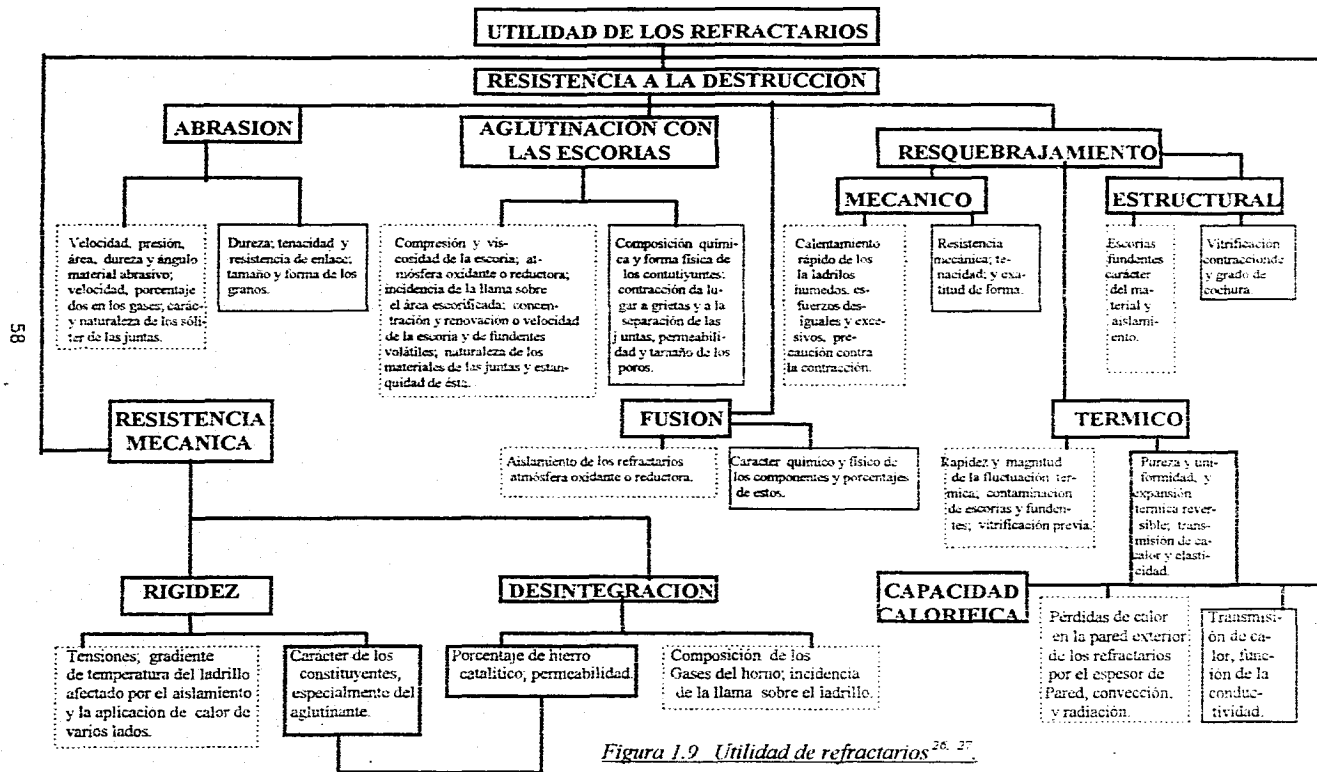 UTILIDAD DE LOS REFRACTARIOS
RESISTENCIA A LA DESTRUCCIÓN
ABRASION
AGLUTINACIÓN CON
LAS ESCORIAS
RESQUEBRAJAMIENTO
MECANICO
ESTRUCTURAL
Velocidad, presión,
área, dureza y ángulo
material abrasivo;
velocidad, porcentaje
dos en los gases; carác-
y naturaleza de los sóli-
ter de las juntas.
Dureza; tenacidad y
resistencia de enlace;
tamaño y forma de los
granos.
Compresión y vis-
cosidad de la escoria; at-
mósfera oxidante o reductora;
incidencia de la llama sobre
el área escorificada; concen-
tración y renovación o velocidad
de la escoria y de fundentes
volátiles; naturaleza de los
materiales de las juntas y estan-
quidad de ésta.
Composición quími-
ca y forma física de
los contutiyuntes;
contracción da lu-
gar a grietas y a la
separación de las
juntas, permeabili-
dad y tamaño de los
poros.
Calentamiento
rápido de los
la ladrilos
humedos, es-
fuerzos des-
iguales y exce-
sivos, pre-
caución contra
la contracción.
Resistencia
mecánica; te-
nacidad; y exa-
titud de forma.
Escorias
fundentes
carácter
del ma-
terial y
aislami-
ento.
Vitrificación
contraccionde
y grado de
cochura.
58
RESISTENCIA
MECANICA
FUSION
TERMICO
Aislamiento de los refractarios
atmósfera oxidante o reductora.
Caracter químico y físico de
los componentes y porcentajes
de estos.
Rapidez y magnitud
de la fluctuación ter-
mica; contaminación
de escorias y funden-
tes; vitrificación previa.
Pureza y uni-
formidad, y
expansión
termica rever-
sible; trans-
misión de ca-
calor y elasti-
cidad.
RIGIDEZ
DESINTEGRACION
CAPACIDAD
CALORIFICA
Tensiones; gradiente
de temperatura del ladrillo
afectado por el aislamiento
y la aplicación de calor de
varios lados.
Carácter de los
constituyentes,
especialmente del
aglutinante.
Porcentaje de hierro
catalitico; permeabilidad.
Composición de los
Gases del horno; incidencia
de la llama sobre el ladrillo.
Pérdidas de calor
en la pared exterior
de los refractarios
por el espesor de
Pared, convección,
y radiación.
Transmisi-
ón de ca-
lor, func-
ión de la
conduc-
tividad.
Figura 1.9 Utilidad de refractarios 26, 27.